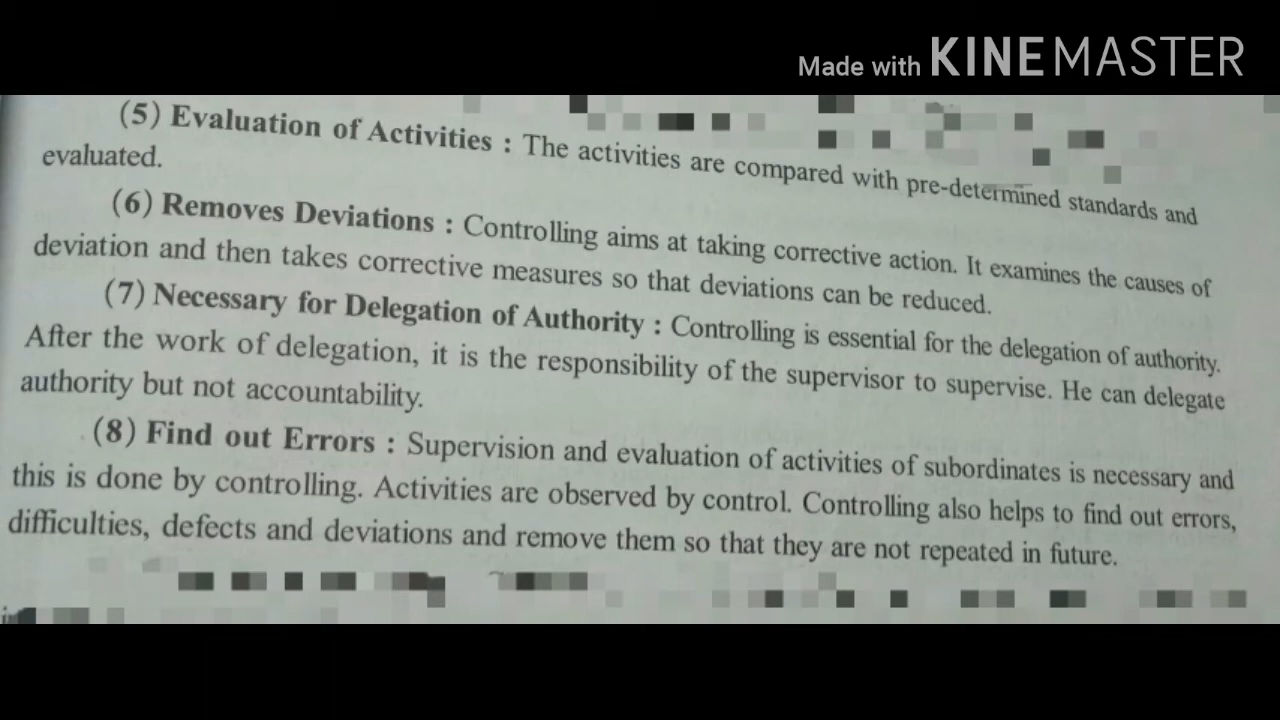 Made with KINEMASTER
(5) Evaluation of Activities : The activities are compared with pre-determined standards and
evaluated.
(6) Removes Deviations : Controlling aims at taking corrective action. It examines the causes of
deviation and then takes corrective measures so that deviations can be reduced.
(7) Necessary for Delegation of Authority : Controlling is essential for the delegation of authority.
After the work of delegation, it is the responsibility of the supervisor to supervise. He can delegate
authority but not accountability.
(8) Find out Errors : Supervision and evaluation of activities of subordinates is necessary and
this is done by controlling. Activities are observed by control. Controlling also helps to find out errors,
difficulties, defects and deviations and remove them so that they are not repeated in future.